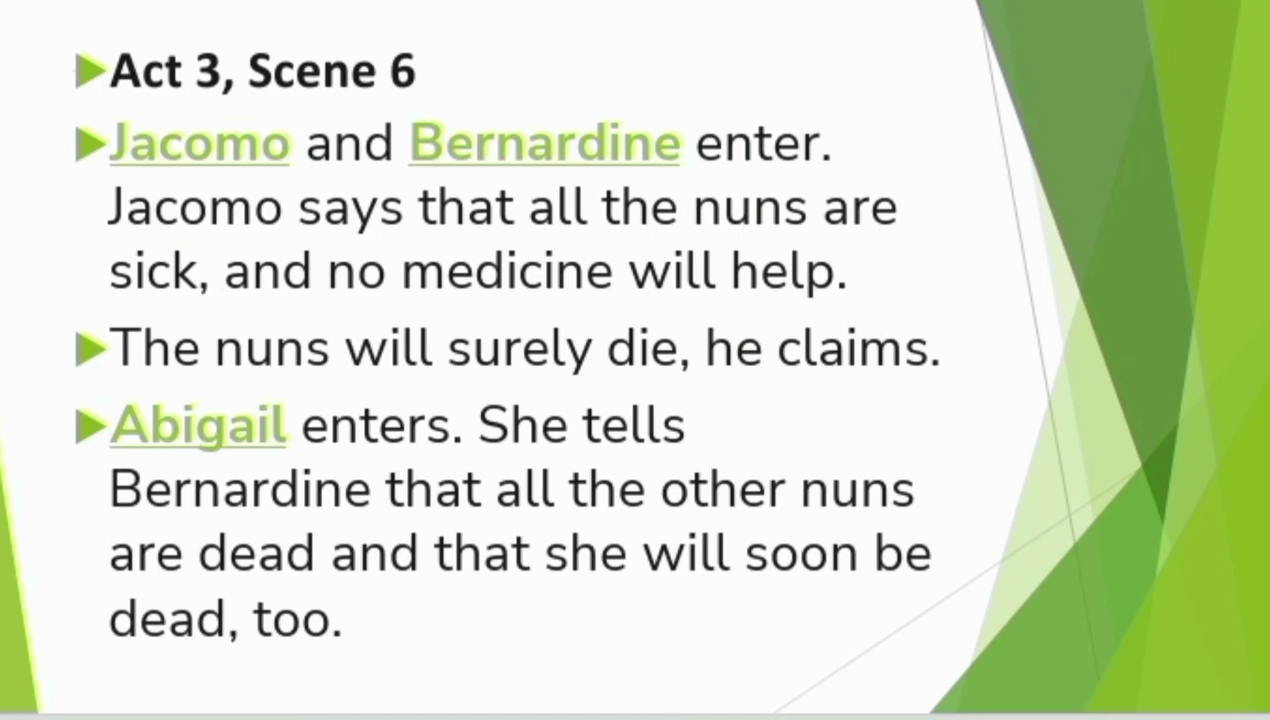 Act 3, Scene 6
Jacomo and Bernardine enter.
Jacomo says that all the nuns are
sick, and no medicine will help.
The nuns will surely die, he claims.
Abigail enters. She tells
Bernardine that all the other nuns
are dead and that she will soon be
dead, too.